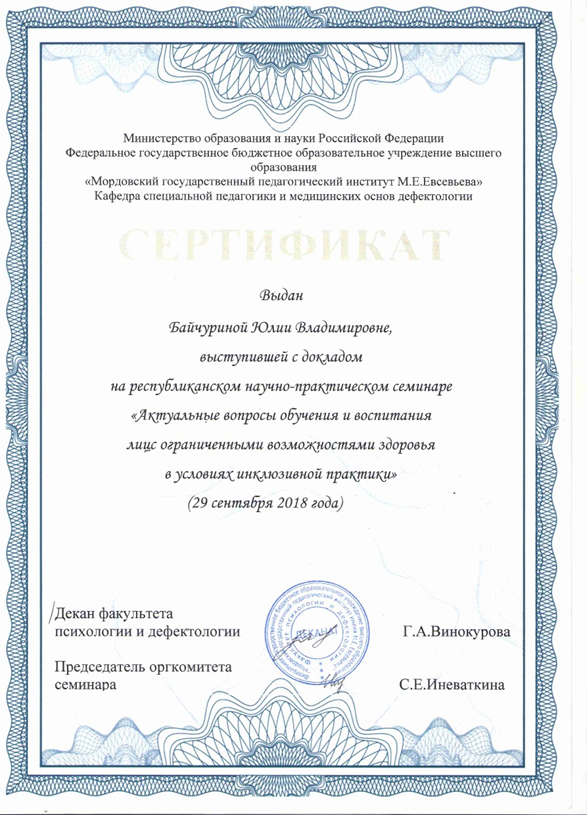 Министерство образования и науки Российской Федерации
Федеральное государственное бюджетное образовательное учреждение высшего
образования
«Мордовский государственный педагогический институт М.Е.Евсевьева»
Кафедра специальной педагогики и медицинских основ дефектологии
СЕРТИФИКАТ
Выдан
Байчуриной Юлии Владимировне,
выступившей с докладом
на республиканском научно-практическом семинаре
«Актуальные вопросы обучения и воспитания
лицс ограниченными возможностями здоровья
в условиях инклюзивной практики»
(29 сентября 2018 года)
Декан факультета
психологии и дефектологии
Г.А.Винокурова
ДЕКАНАТ
Председатель оргкомитета
семинара
С.Е.Иневаткина